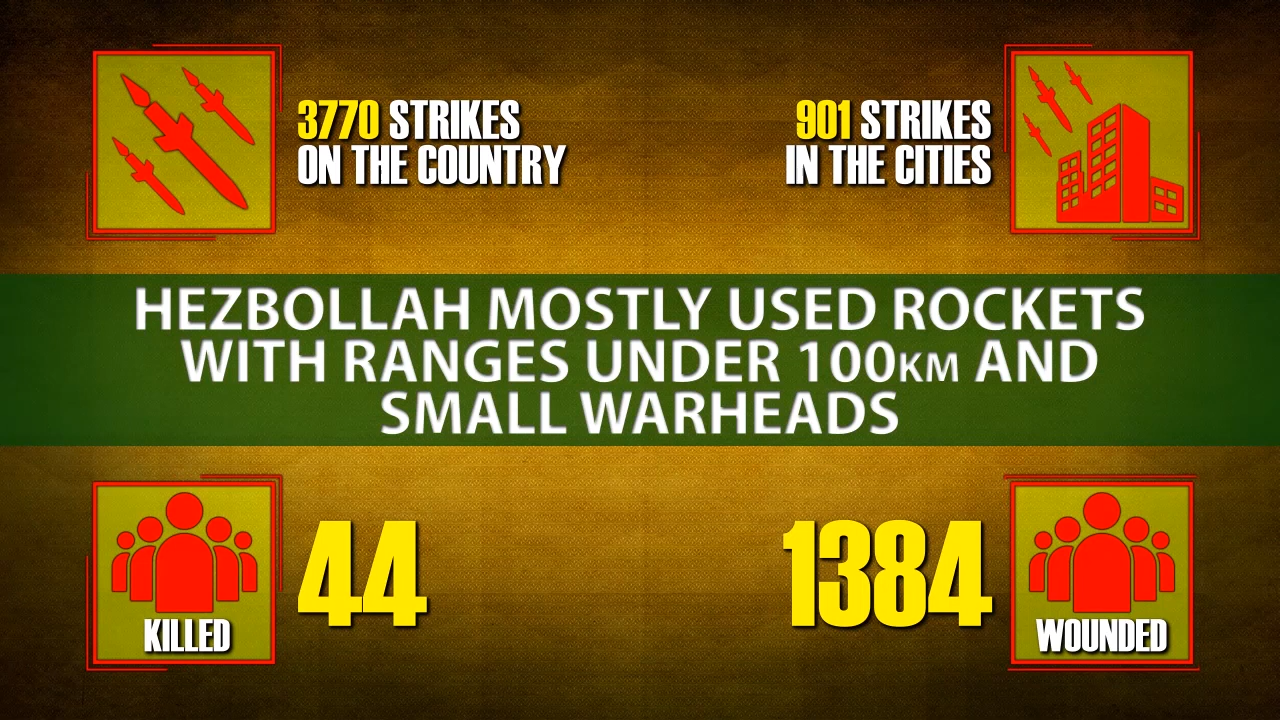 3770 STRIKES
ON THE COUNTRY
901 STRIKES
IN THE CITIES
HEZBOLLAH MOSTLY USED ROCKETS
WITH RANGES UNDER 100KM AND
SMALL WARHEADS
KILLED
44
1384
WOUNDED